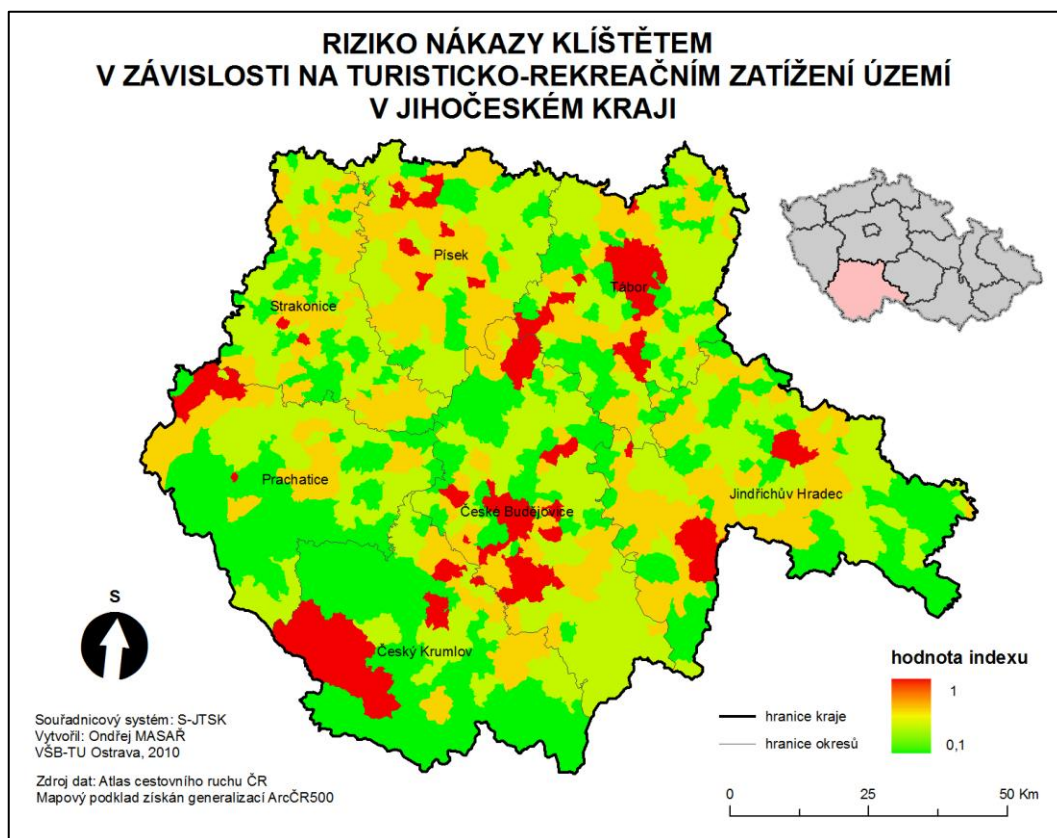 RIZIKO NÁKAZY KLÍŠTĚTEM
V ZÁVISLOSTI NA TURISTICKO-REKREAČNÍM ZATÍŽENÍ ÚZEMÍ
V JIHOČESKÉM KRAJI
Písek
Tábor
Strakonice
Prachatice
Jindřichův Hradec
České Budějovice
Český Krumlov
S
Souřadnicový systém: S-JTSK
Vytvořil: Ondřej MASAŘ
VŠB-TU Ostrava, 2010
Zdroj dat: Atlas cestovního ruchu ČR
Mapový podklad získán generalizací ArcČR500
hodnota indexu
1
0,1
hranice kraje
hranice okresů
0 25 50 Km